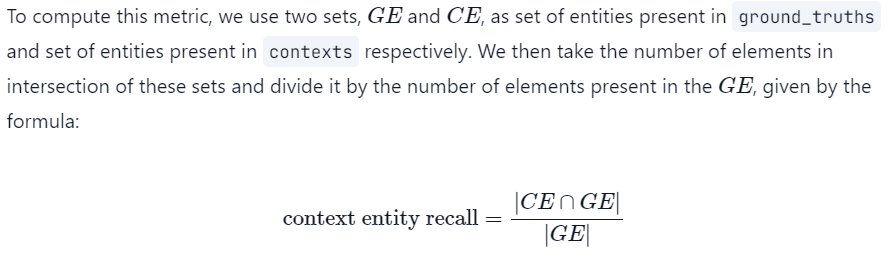 To compute this metric, we use two sets, GE and CE, as set of entities present in ground_truths
and set of entities present in contexts respectively. We then take the number of elements in
intersection of these sets and divide it by the number of elements present in the GE, given by the
formula:
context entity recall = |CE ∩ GE| / |GE|